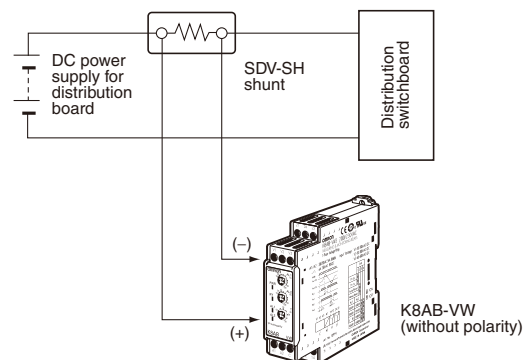 DC power
supply for
distribution
board
SDV-SH
shunt
Distribution
switchboard
(−)
(+)
K8AB-VW
(without polarity)